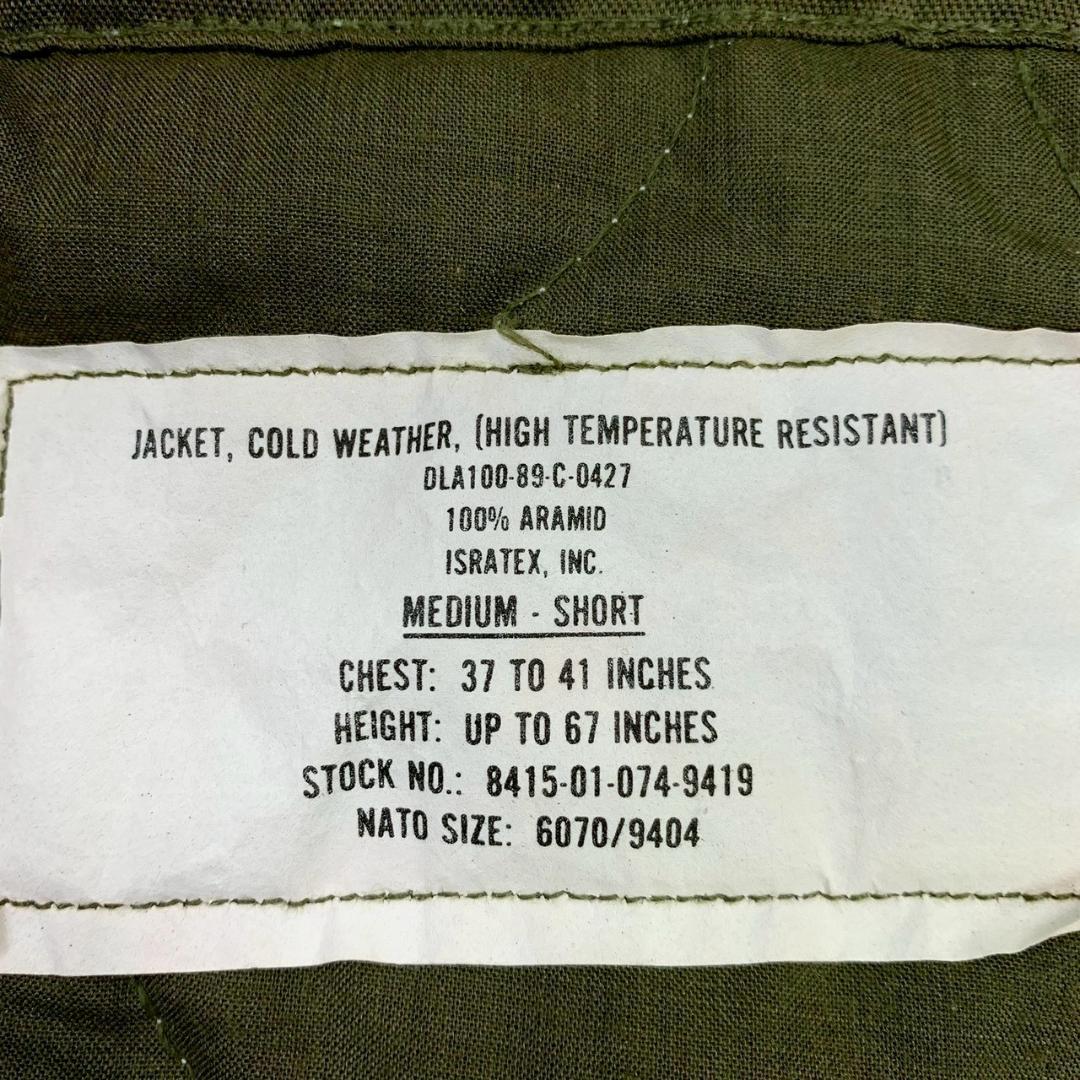 JACKET, COLD WEATHER, (HIGH TEMPERATURE RESISTANT)
DLA100-89-C-0427
100% ARAMID
ISRATEX, INC.
MEDIUM - SHORT
CHEST: 37 TO 41 INCHES
HEIGHT: UP TO 67 INCHES
STOCK NO.: 8415-01-074-9419
NATO SIZE: 6070/9404